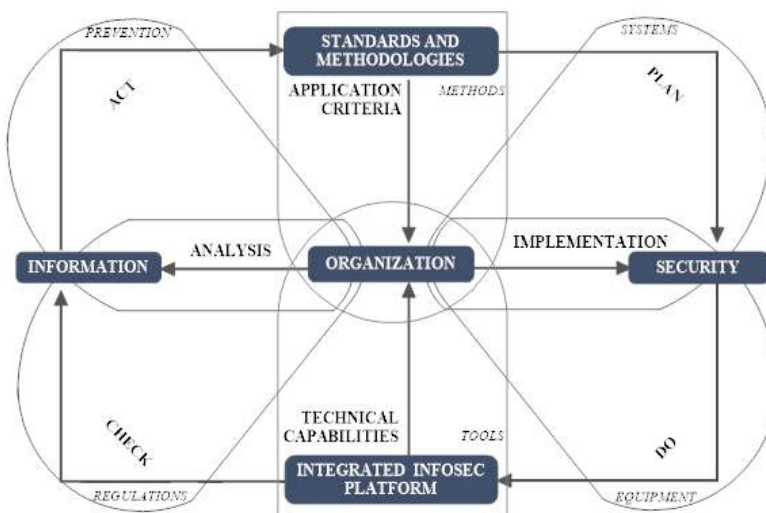 PREVENTION
STANDARDS AND
METHODOLOGIES
SYSTEMS
ACT
APPLICATION
CRITERIA
METHODS
PLAN
INFORMATION
ANALYSIS
ORGANIZATION
IMPLEMENTATION
SECURITY
CHECK
TECHNICAL
CAPABILITIES
TOOLS
DO
REGULATIONS
INTEGRATED INFOSEC
PLATFORM
EQUIPMENT